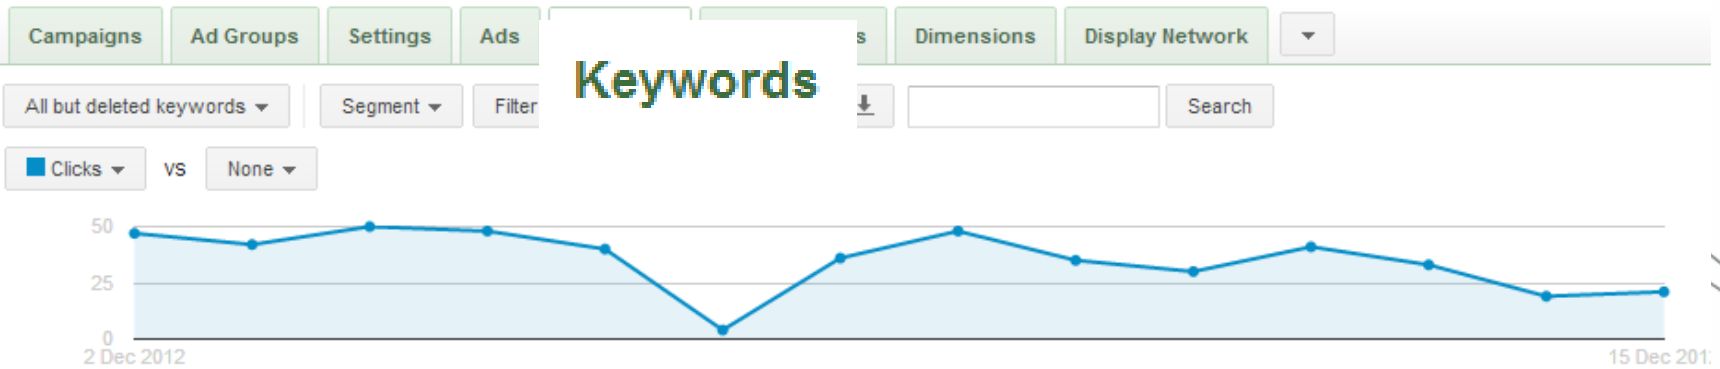 Campaigns Ad Groups Settings Ads s Dimensions Display Network
Keywords
All but deleted keywords Segment Filter Search
Clicks vs None
50
25
0
2 Dec 2012 15 Dec 201